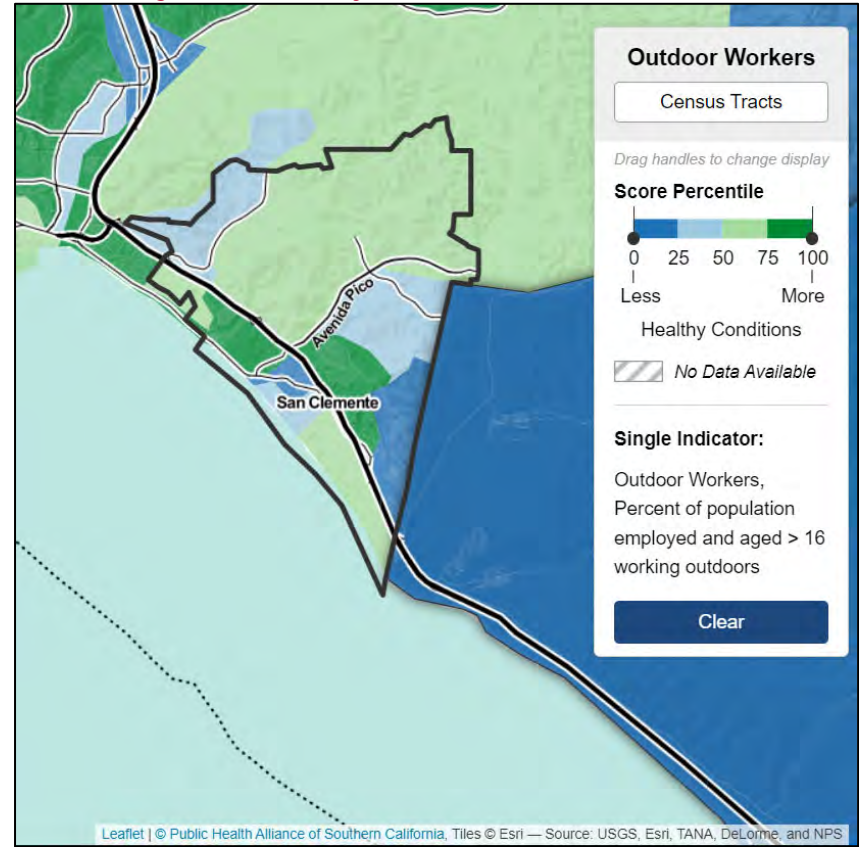 Outdoor Workers
Census Tracts
Drag handles to change display
Score Percentile
0 25 50 75 100
Less More
Healthy Conditions
No Data Available
Single Indicator:
Outdoor Workers,
Percent of population
employed and aged > 16
working outdoors
Clear
Avenida Pico
San Clemente
Leaflet | © Public Health Alliance of Southern California, Tiles © Esri — Source: USGS, Esri, TANA, DeLorme, and NPS